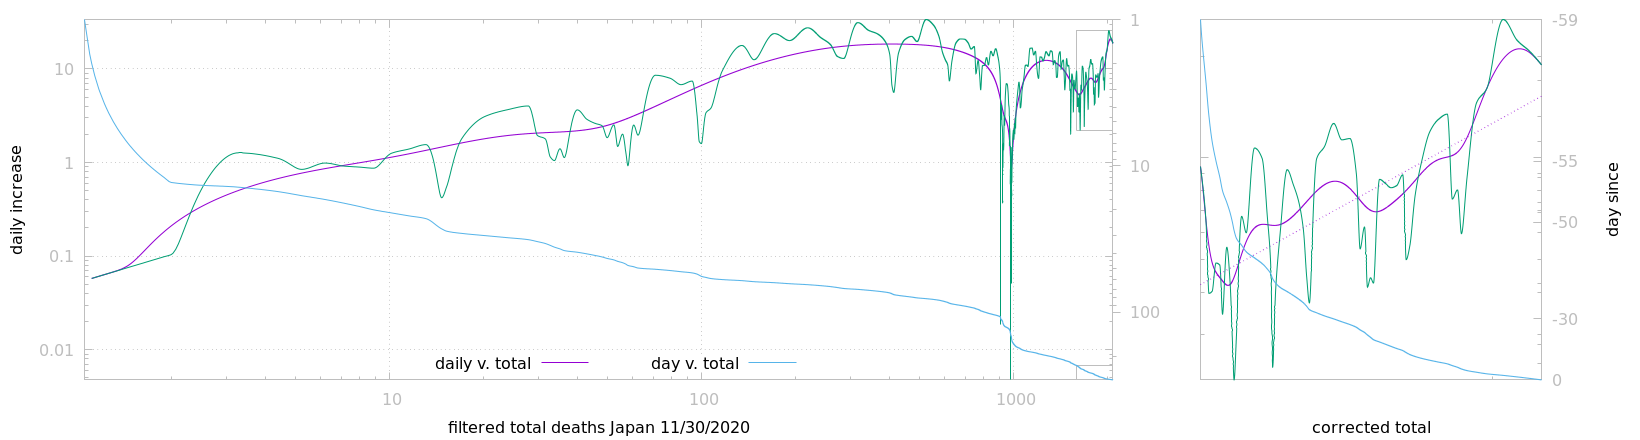 daily increase
10
1
0.1
0.01
daily v. total
day v. total
10
100
1000
filtered total deaths Japan 11/30/2020
1
10
100
-59
-55
-50
-30
0
day since
corrected total